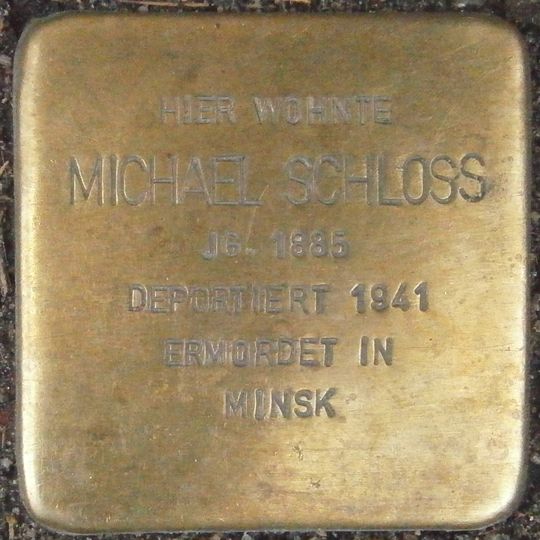 HIER WOHNTE
MICHAEL SCHLOSS
JG. 1885
DEPORTIERT 1941
ERMORDET IN
MINSK